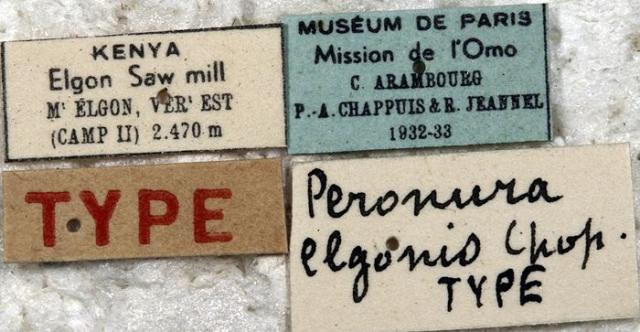 KENYA
Elgon Saw mill
Mt ELGON, VERt EST
(CAMP II) 2.470 m
MUSÉUM DE PARIS
Mission de l'Omo
C. ARAMBOURG
P.-A. CHAPPUIS & R. JEANNEL
1932-33
TYPE
Peronura
elgonis Chop.
TYPE